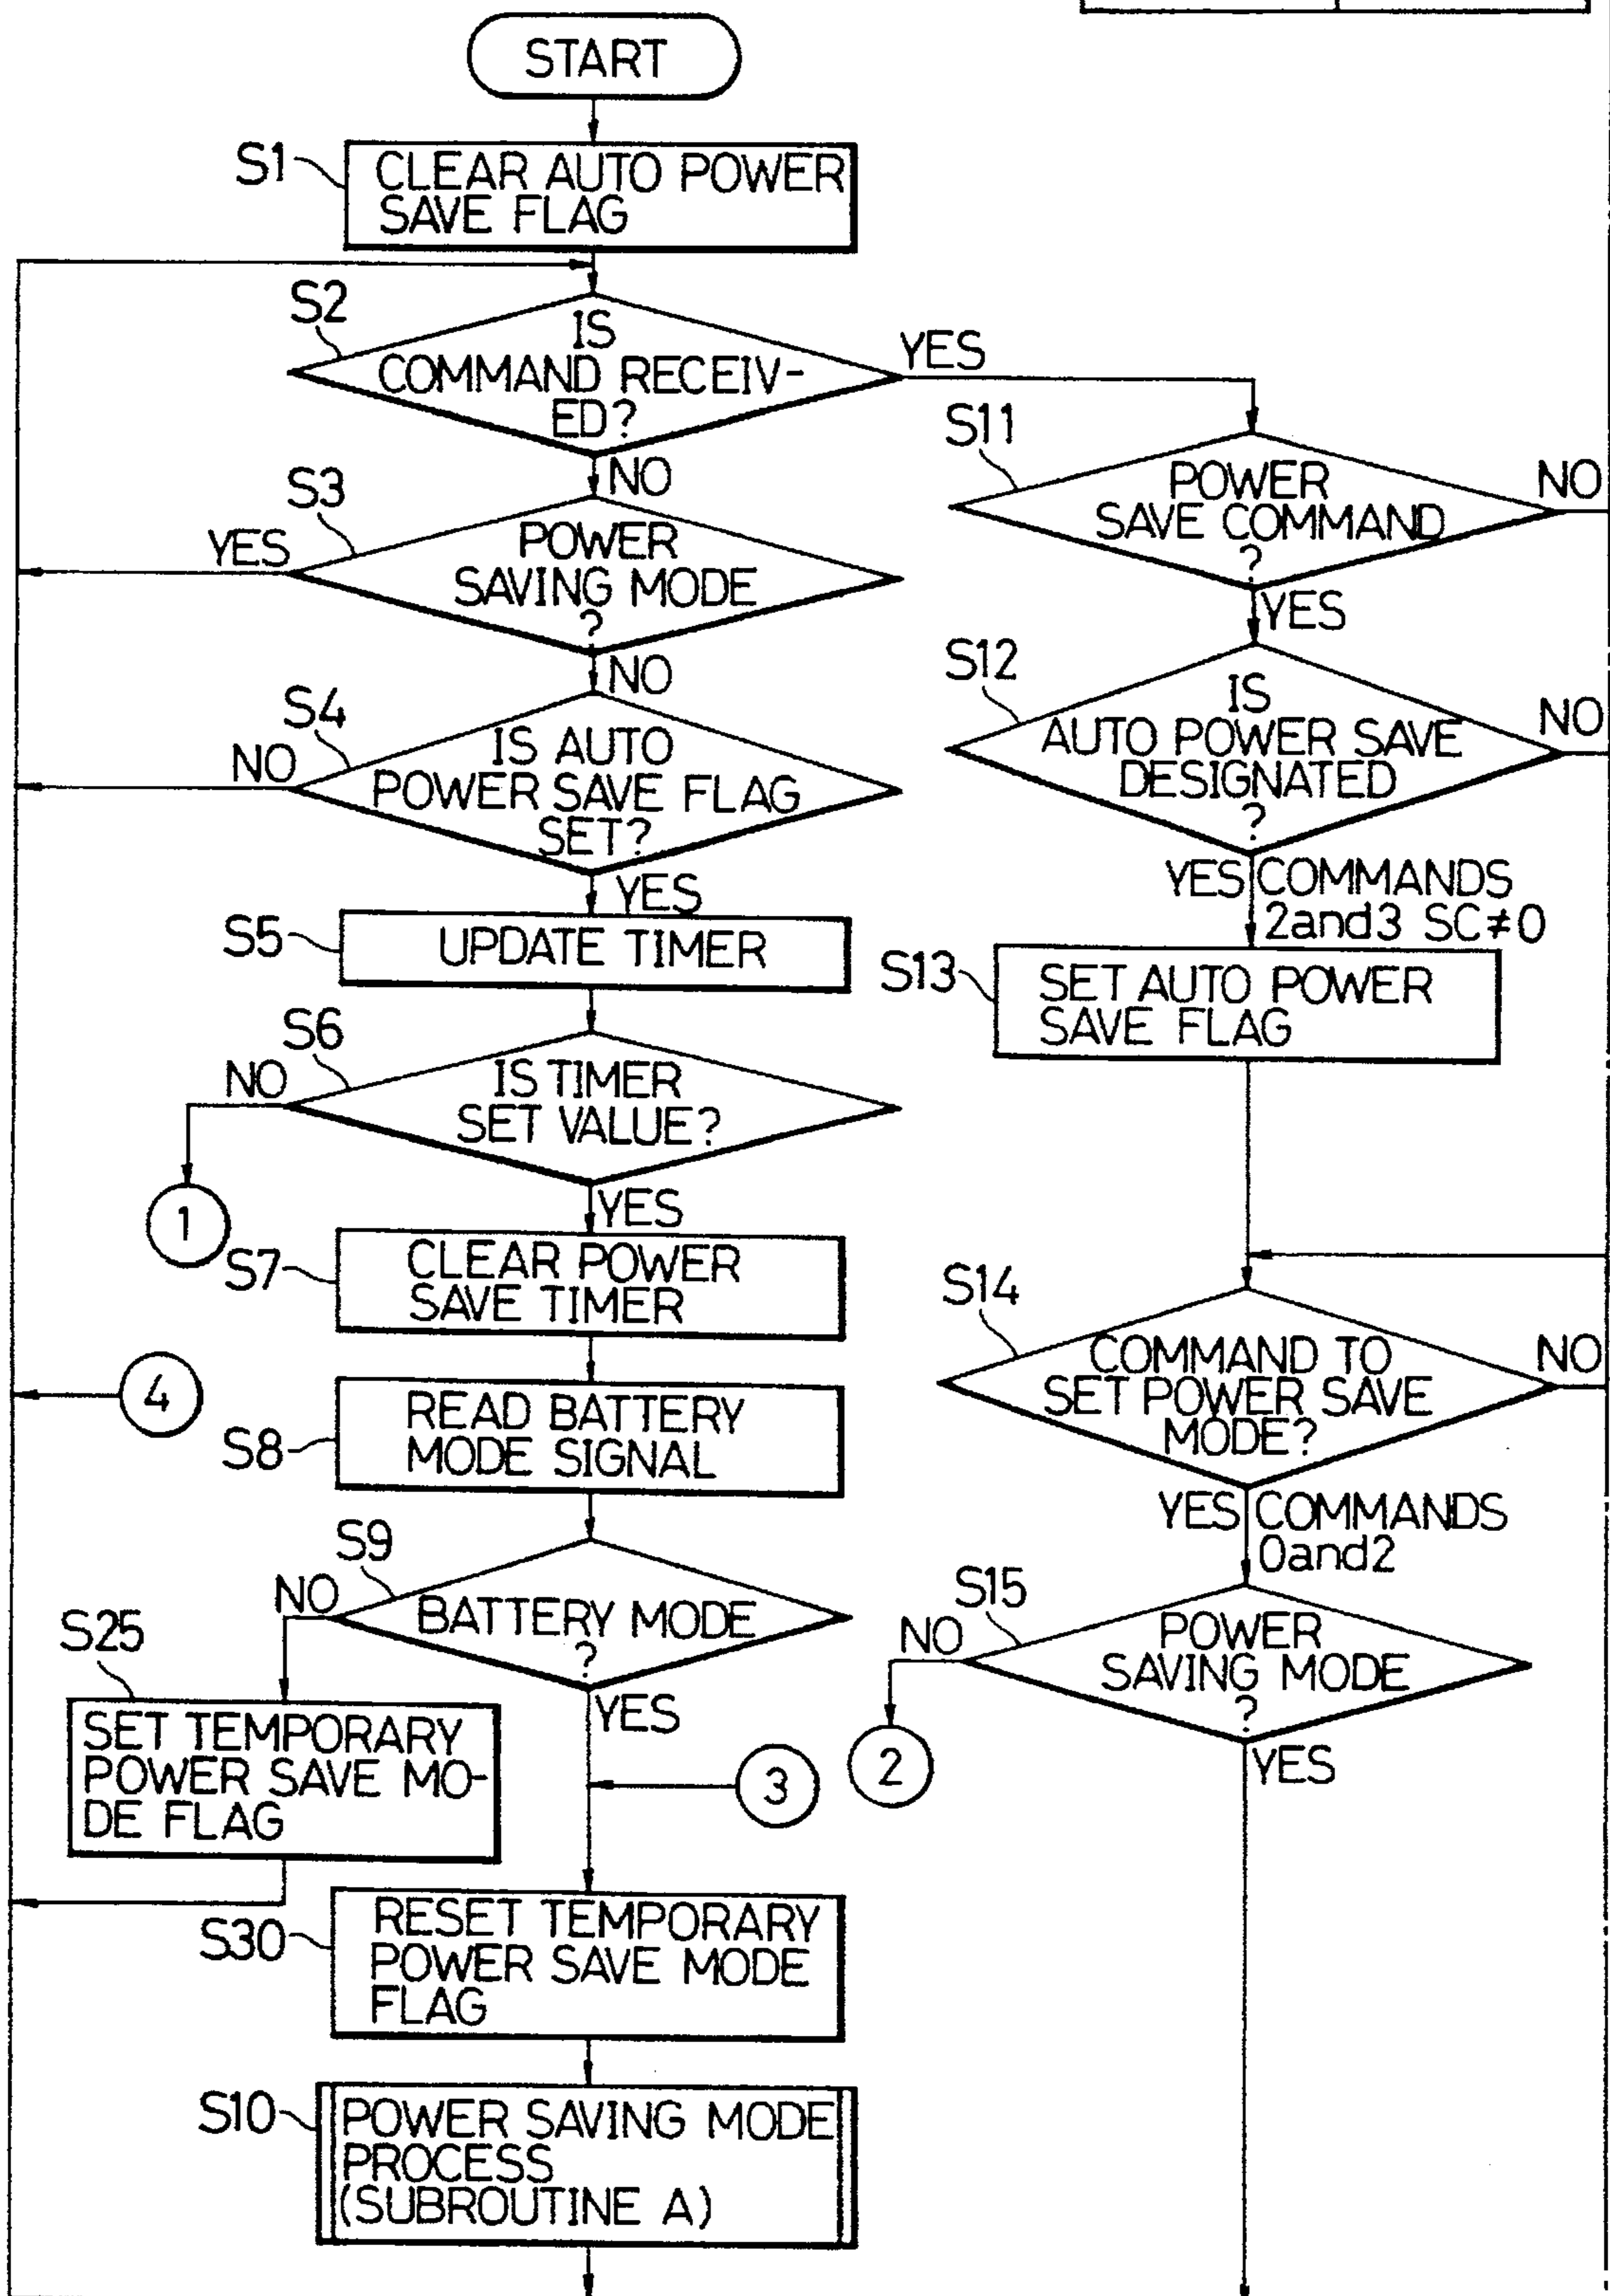 START
S1
CLEAR AUTO POWER
SAVE FLAG
S2
IS
COMMAND RECEIV-
ED?
YES
NO
S3
POWER
SAVING MODE
?
YES
NO
S4
IS AUTO
POWER SAVE FLAG
SET?
NO
YES
S5
UPDATE TIMER
S6
IS TIMER
SET VALUE?
NO
1
YES
S7
CLEAR POWER
SAVE TIMER
4
S8
READ BATTERY
MODE SIGNAL
S9
BATTERY MODE
?
NO
YES
S25
SET TEMPORARY
POWER SAVE MO-
DE FLAG
3
S30
RESET TEMPORARY
POWER SAVE MODE
FLAG
S10
POWER SAVING MODE
PROCESS
(SUBROUTINE A)
S11
POWER
SAVE COMMAND
?
NO
YES
S12
IS
AUTO POWER SAVE
DESIGNATED
?
NO
YES COMMANDS
2and3 SC≠0
S13
SET AUTO POWER
SAVE FLAG
S14
COMMAND TO
SET POWER SAVE
MODE?
NO
YES COMMANDS
0and2
S15
POWER
SAVING MODE
?
NO
2
YES